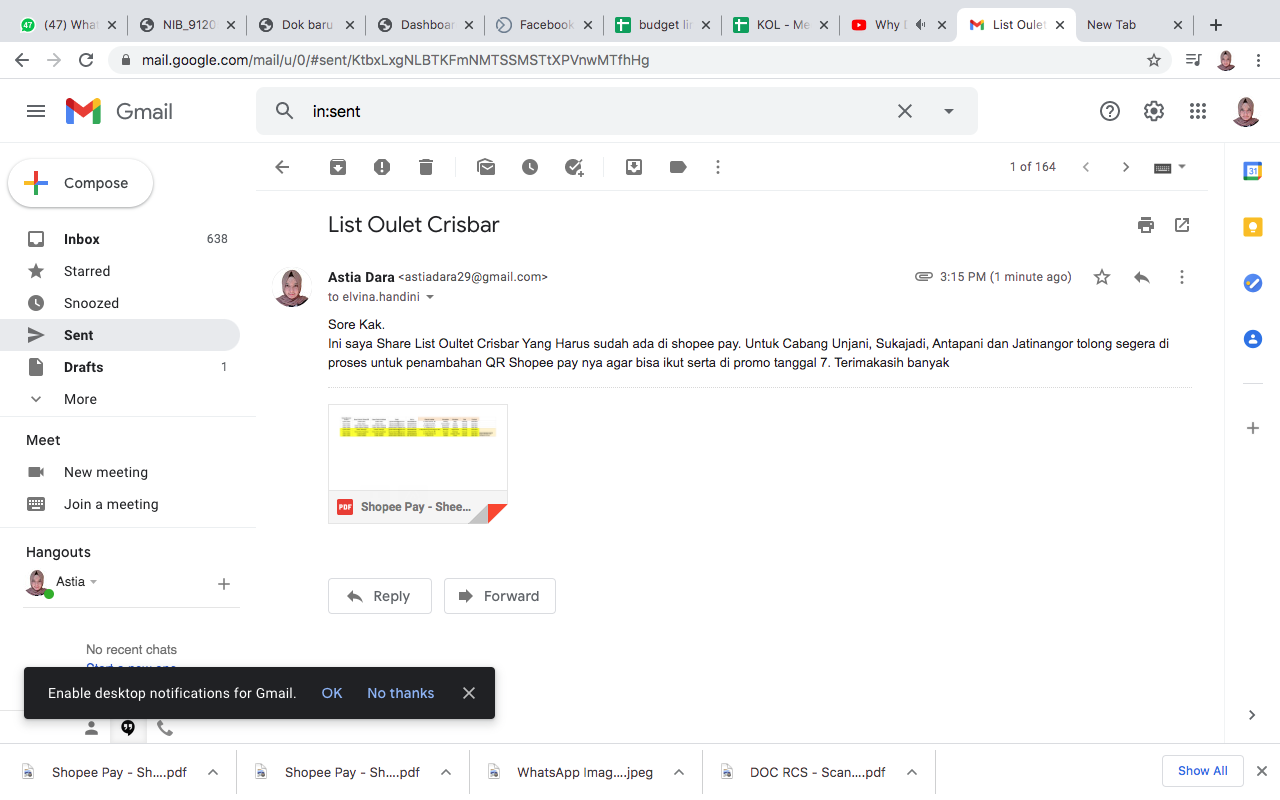 (47) What
NIB_9120
Dok baru
Dashboar
Facebook
budget lin
KOL - Me
Why D
List Oulet
New Tab
mail.google.com/mail/u/0/#sent/KtbxLxgNLBTKFmNMTSSMSTtXPVnwMTfhHg
Gmail
in:sent
Compose
1 of 164
Inbox 638
Starred
Snoozed
Sent
Drafts 1
More
Meet
New meeting
Join a meeting
Hangouts
Astia
No recent chats
List Oulet Crisbar
Astia Dara <astiadara29@gmail.com>
3:15 PM (1 minute ago)
to elvina.handini
Sore Kak.
Ini saya Share List Oultet Crisbar Yang Harus sudah ada di shopee pay. Untuk Cabang Unjani, Sukajadi, Antapani dan Jatinangor tolong segera di
proses untuk penambahan QR Shopee pay nya agar bisa ikut serta di promo tanggal 7. Terimakasih banyak
PDF Shopee Pay - Shee...
Reply
Forward
31
Enable desktop notifications for Gmail. OK No thanks
Shopee Pay - Sh....pdf
Shopee Pay - Sh....pdf
WhatsApp Imag....jpeg
DOC RCS - Scan....pdf
Show All